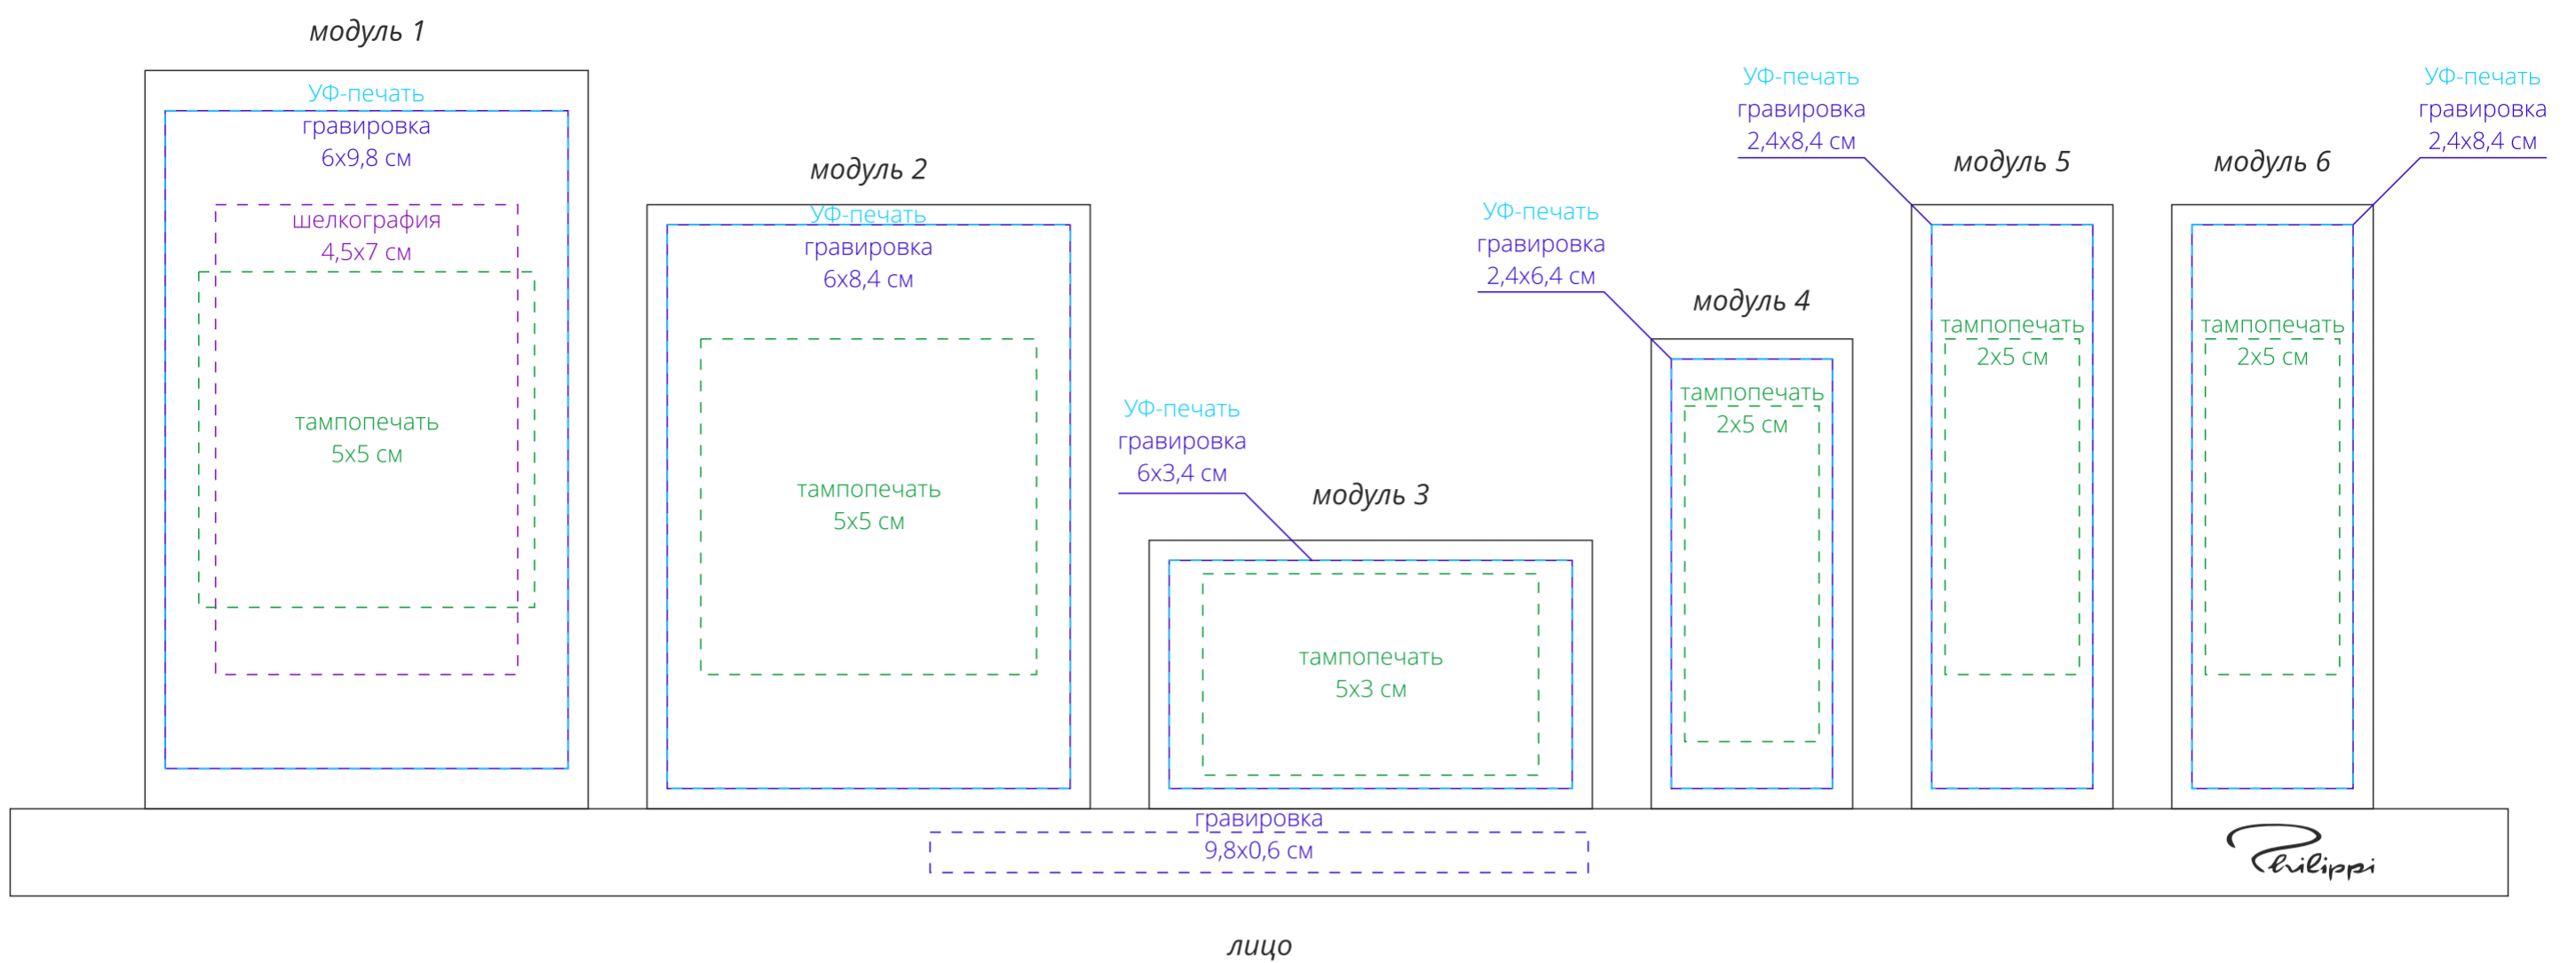 модуль 1
УФ-печать
гравировка
6х9,8 см
шелкография
4,5х7 см
тампопечать
5х5 см
модуль 2
УФ-печать
гравировка
6х8,4 см
тампопечать
5х5 см
УФ-печать
гравировка
6х3,4 см
модуль 3
тампопечать
5х3 см
УФ-печать
гравировка
2,4х6,4 см
модуль 4
тампопечать
2х5 см
УФ-печать
гравировка
2,4х8,4 см
модуль 5
тампопечать
2х5 см
УФ-печать
гравировка
2,4х8,4 см
модуль 6
тампопечать
2х5 см
гравировка
9,8х0,6 см
Philippi
лицо